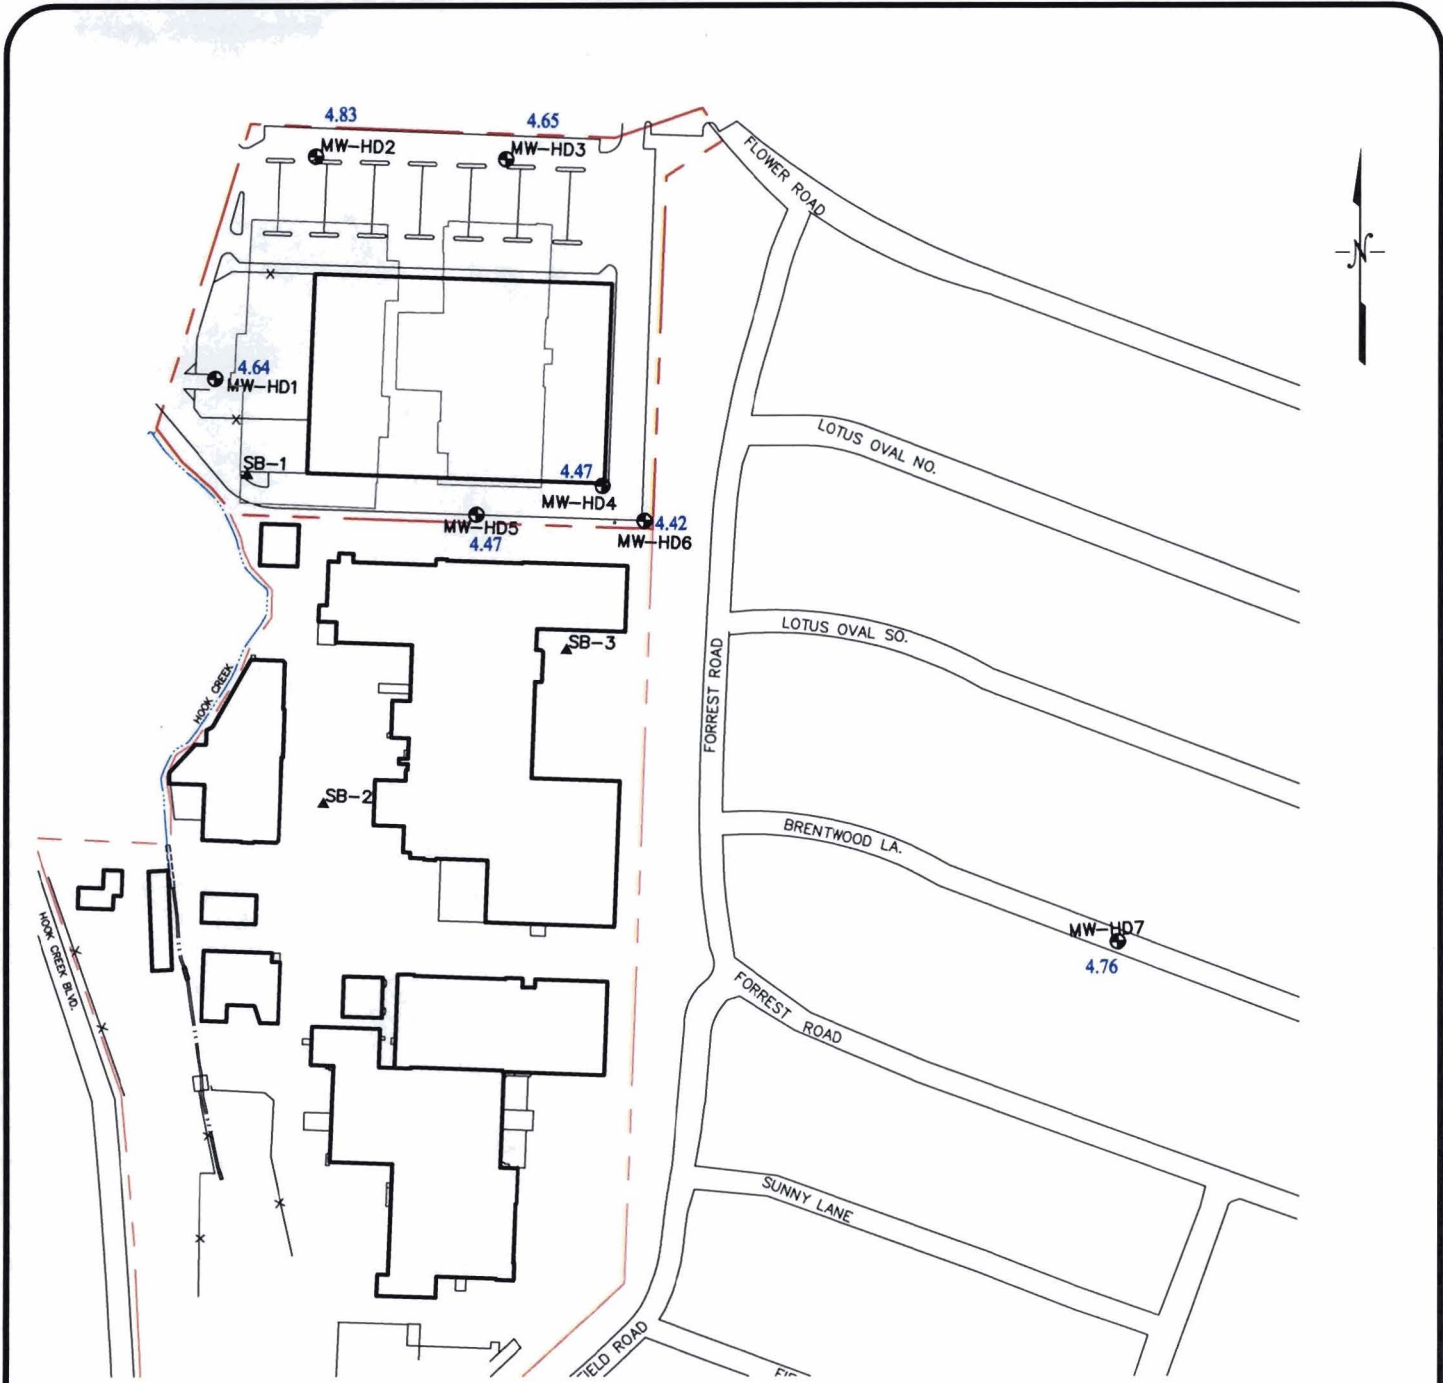 4.83
4.65
MW-HD2
MW-HD3
FLOWER ROAD
N
4.64
MW-HD1
LOTUS OVAL NO.
SB-1
4.47
MW-HD4
MW-HD5
4.42
4.47
MW-HD6
LOTUS OVAL SO.
SB-3
FORREST ROAD
HOOK CREEK
SB-2
BRENTWOOD LA.
MW-HD7
4.76
HOOK CREEK BLVD.
FORREST ROAD
SUNNY LANE
FIELD ROAD